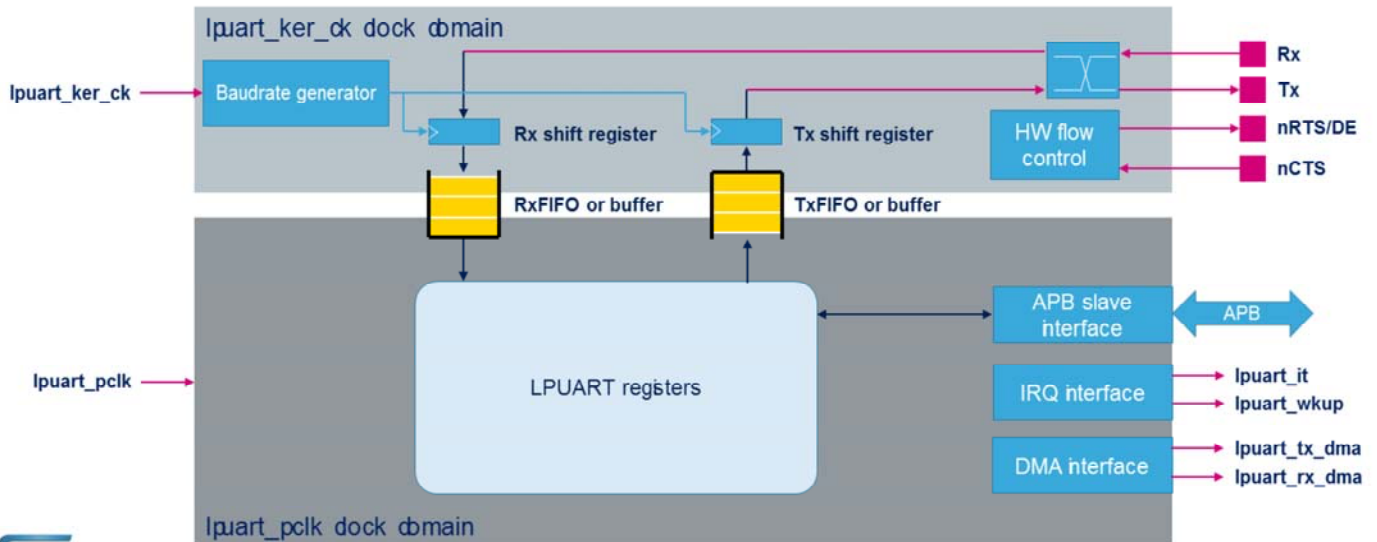 lpuart_ker_ck clock domain
lpuart_ker_ck
Baudrate generator
Rx
Tx
Rx shift register
Tx shift register
HW flow
control
nRTS/DE
nCTS
RxFIFO or buffer
TxFIFO or buffer
APB slave
interface
APB
lpuart_pclk
LPUART registers
IRQ interface
lpuart_it
lpuart_wkup
DMA interface
lpuart_tx_dma
lpuart_rx_dma
lpuart_pclk clock domain